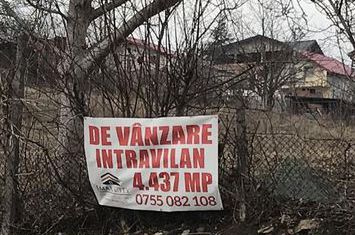 DE VÂNZARE
INTRAVILAN
4.437 MP
0755 082 108